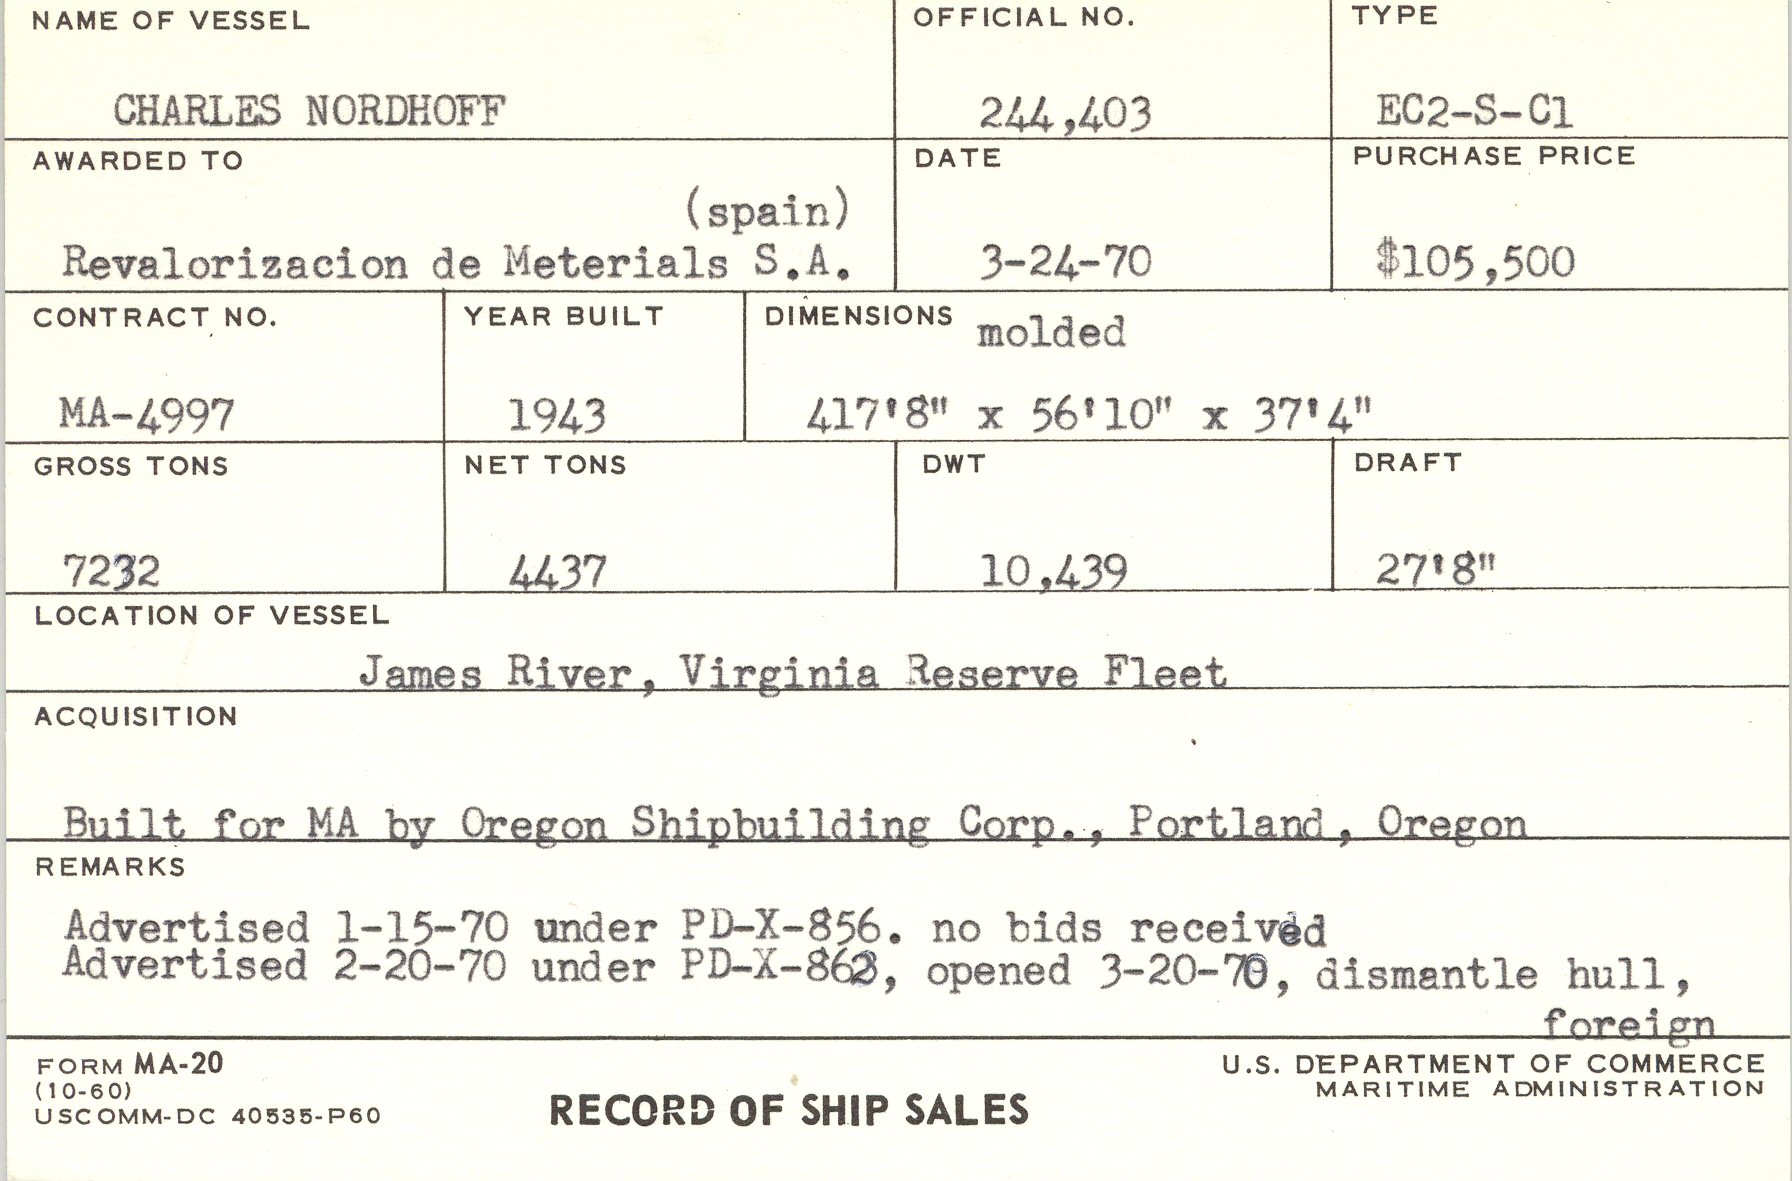 NAME OF VESSEL OFFICIAL NO. TYPE
CHARLES NORDHOFF 244,403 EC2-S-C1
AWARDED TO DATE PURCHASE PRICE
(spain)
Revalorizacion de Meterials S.A. 3-24-70 $105,500
CONTRACT NO. YEAR BUILT DIMENSIONS molded
MA-4997 1943 417'8" x 56'10" x 37'4"
GROSS TONS NET TONS DWT DRAFT
7232 4437 10,439 27'8"
LOCATION OF VESSEL
James River, Virginia Reserve Fleet
ACQUISITION
Built for MA by Oregon Shipbuilding Corp., Portland, Oregon
REMARKS
Advertised 1-15-70 under PD-X-856. no bids received
Advertised 2-20-70 under PD-X-862, opened 3-20-70, dismantle hull,
foreign
FORM MA-20 U.S. DEPARTMENT OF COMMERCE
(10-60) MARITIME ADMINISTRATION
USCOMM-DC 40535-P60 RECORD OF SHIP SALES